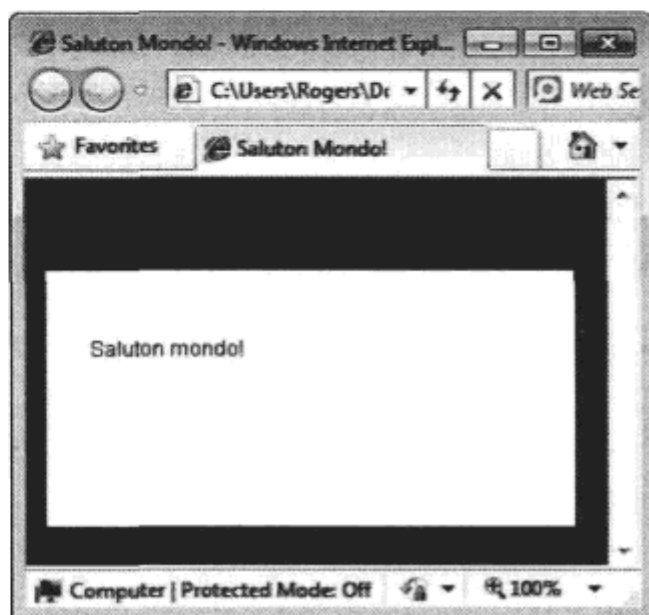 Saluton Mondo! - Windows Internet Expl...
C:\Users\Rogers\Do
Web Se
Favorites
Saluton Mondo!
Saluton mondo!
Computer | Protected Mode: Off
100%